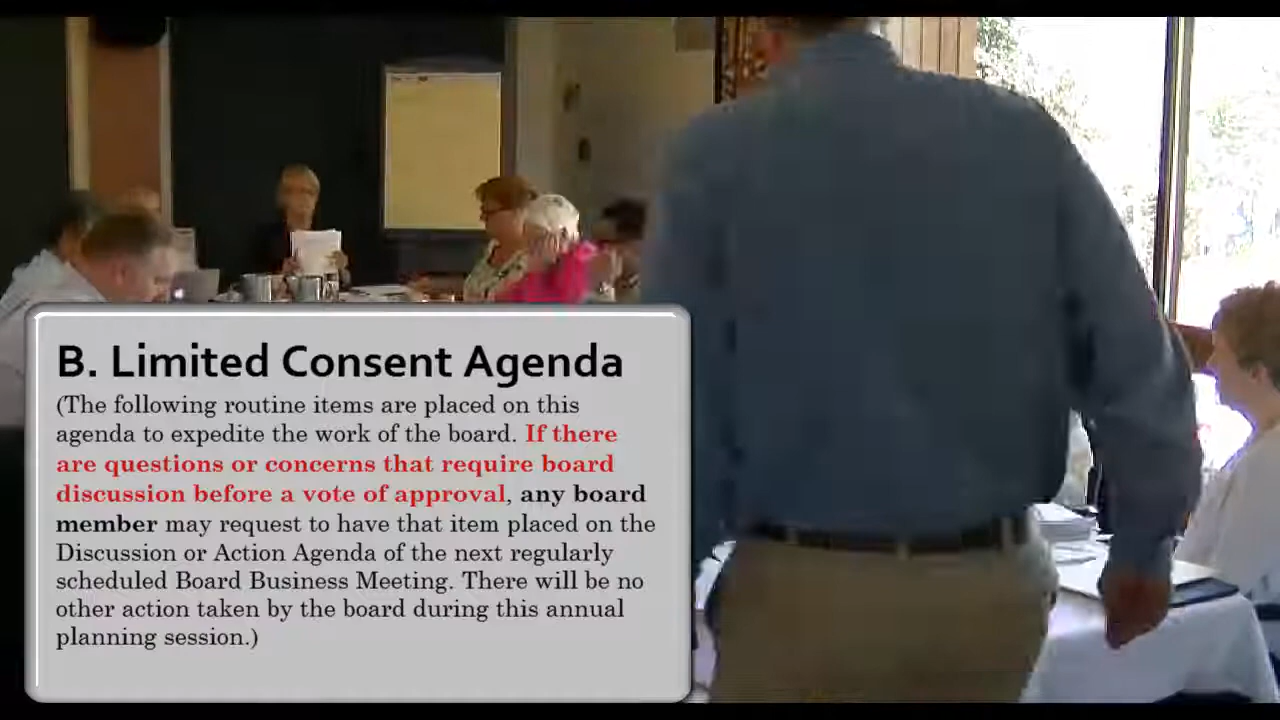 B. Limited Consent Agenda
(The following routine items are placed on this
agenda to expedite the work of the board. If there
are questions or concerns that require board
discussion before a vote of approval, any board
member may request to have that item placed on the
Discussion or Action Agenda of the next regularly
scheduled Board Business Meeting. There will be no
other action taken by the board during this annual
planning session.)